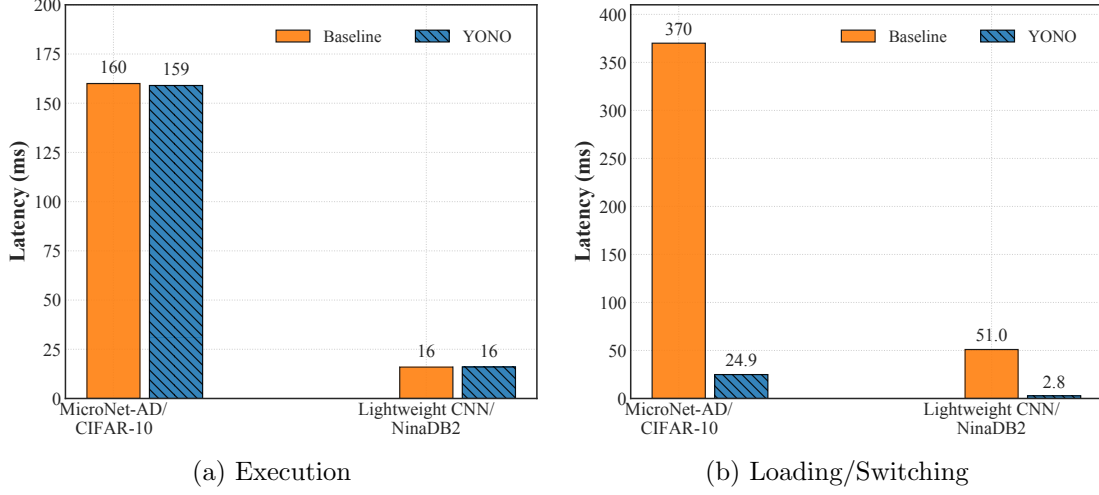 200
175
150
125
100
75
50
25
0
Latency (ms)
Baseline
YONO
160
159
16
16
MicroNet-AD/
CIFAR-10
Lightweight CNN/
NinaDB2
(a) Execution
400
350
300
250
200
150
100
50
0
Latency (ms)
Baseline
YONO
370
24.9
51.0
2.8
MicroNet-AD/
CIFAR-10
Lightweight CNN/
NinaDB2
(b) Loading/Switching